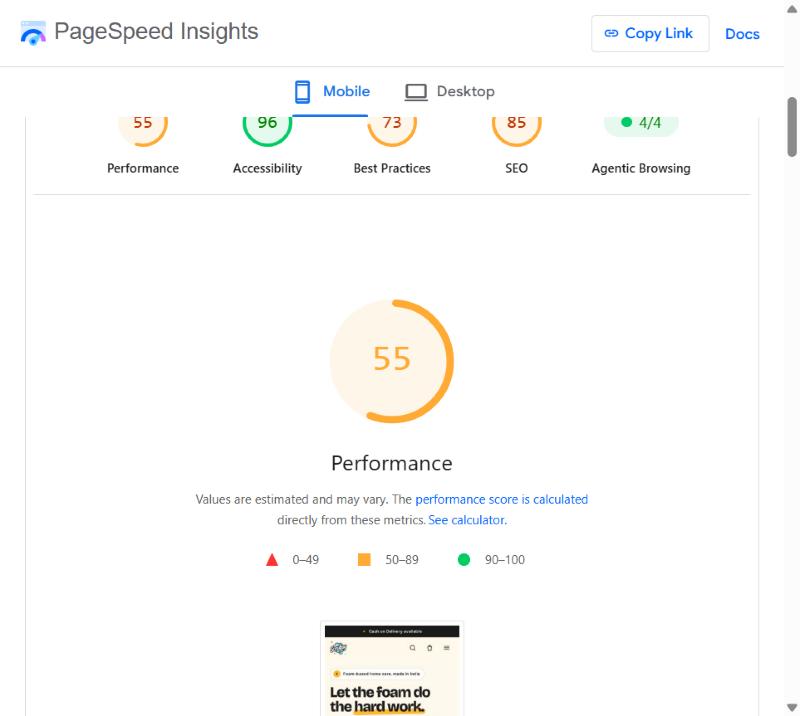 PageSpeed Insights
Copy Link
Docs
Mobile
Desktop
55
96
73
85
4/4
Performance
Accessibility
Best Practices
SEO
Agentic Browsing
55
Performance
Values are estimated and may vary. The performance score is calculated
directly from these metrics. See calculator.
0–49
50–89
90–100
Cash on Delivery available
Foam-based home care, made in India
Let the foam do
the hard work.